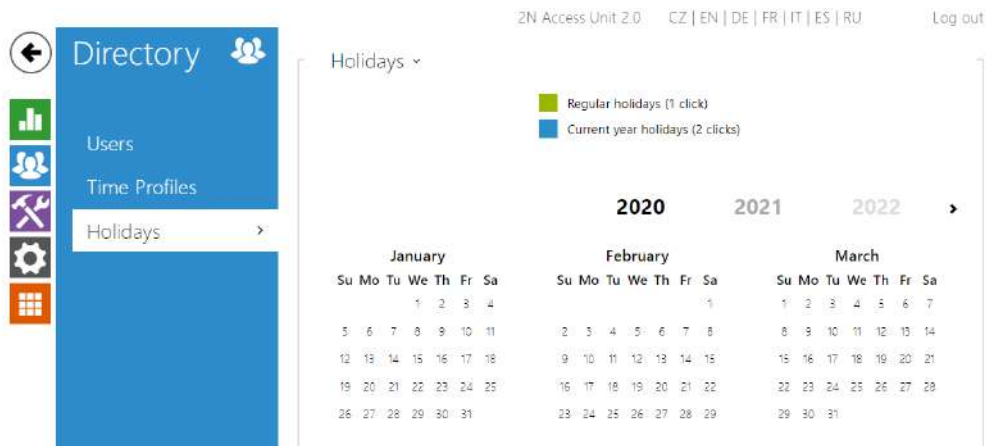 2N Access Unit 2.0 CZ | EN | DE | FR | IT | ES | RU Log out
Directory
Users
Time Profiles
Holidays
Holidays
Regular holidays (1 click)
Current year holidays (2 clicks)
2020 2021 2022
January February March
Su Mo Tu We Th Fr Sa Su Mo Tu We Th Fr Sa Su Mo Tu We Th Fr Sa
1 2 3 4 1 1 2 3 4 5 6 7
5 6 7 8 9 10 11 2 3 4 5 6 7 8 8 9 10 11 12 13 14
12 13 14 15 16 17 18 9 10 11 12 13 14 15 15 16 17 18 19 20 21
19 20 21 22 23 24 25 16 17 18 19 20 21 22 22 23 24 25 26 27 28
26 27 28 29 30 31 23 24 25 26 27 28 29 29 30 31